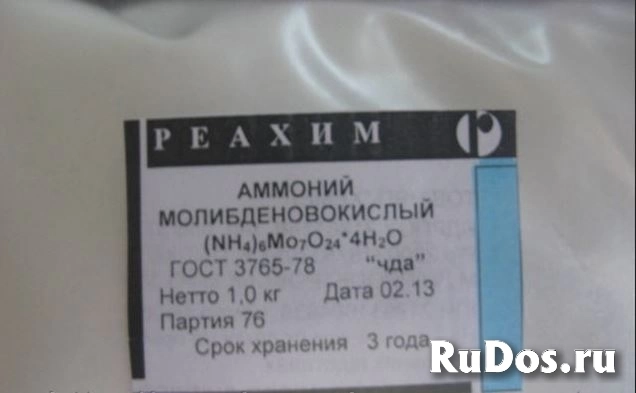 РЕАХИМ
АММОНИЙ
МОЛИБДЕНОВОКИСЛЫЙ
(NH₄)₆Mo₇O₂₄*4H₂O
ГОСТ 3765-78 "чда"
Нетто 1,0 кг Дата 02.13
Партия 76
Срок хранения 3 года
RuDos.ru